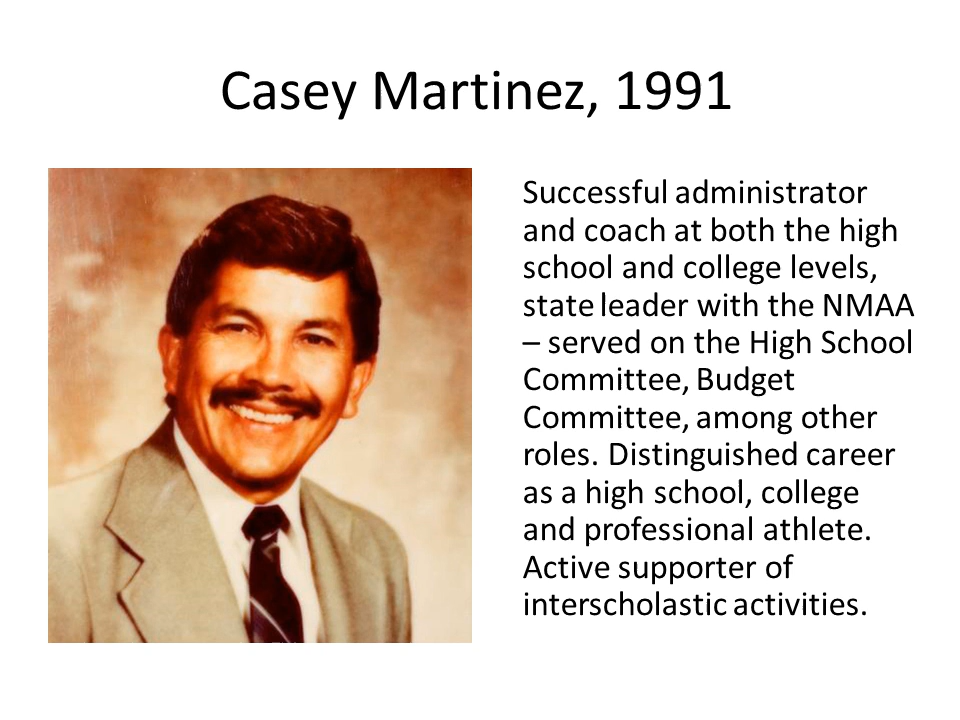 Casey Martinez, 1991
Successful administrator
and coach at both the high
school and college levels,
state leader with the NMAA
– served on the High School
Committee, Budget
Committee, among other
roles. Distinguished career
as a high school, college
and professional athlete.
Active supporter of
interscholastic activities.